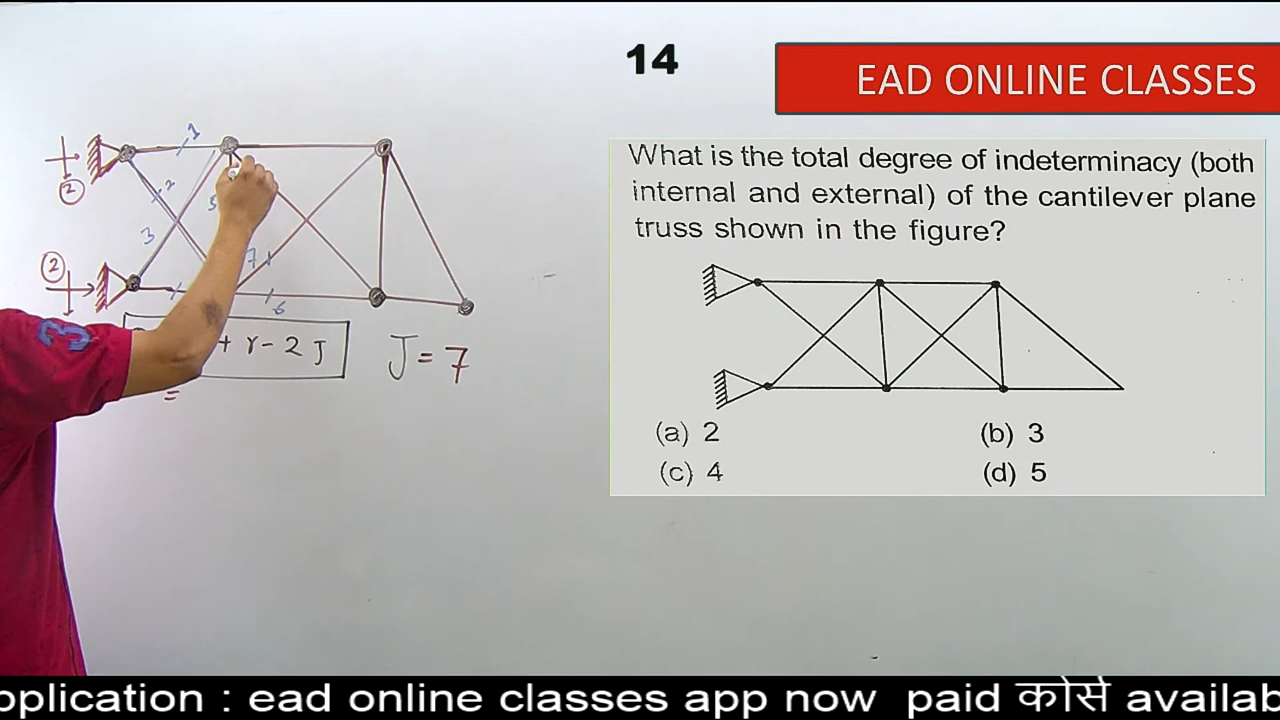 14
EAD ONLINE CLASSES
What is the total degree of indeterminacy (both
internal and external) of the cantilever plane
truss shown in the figure?
(a) 2 (b) 3
(c) 4 (d) 5
1
2
2
3
5
7
2
6
+ r - 2 J
J = 7
=
3
pplication : ead online classes app now paid कोर्स availab